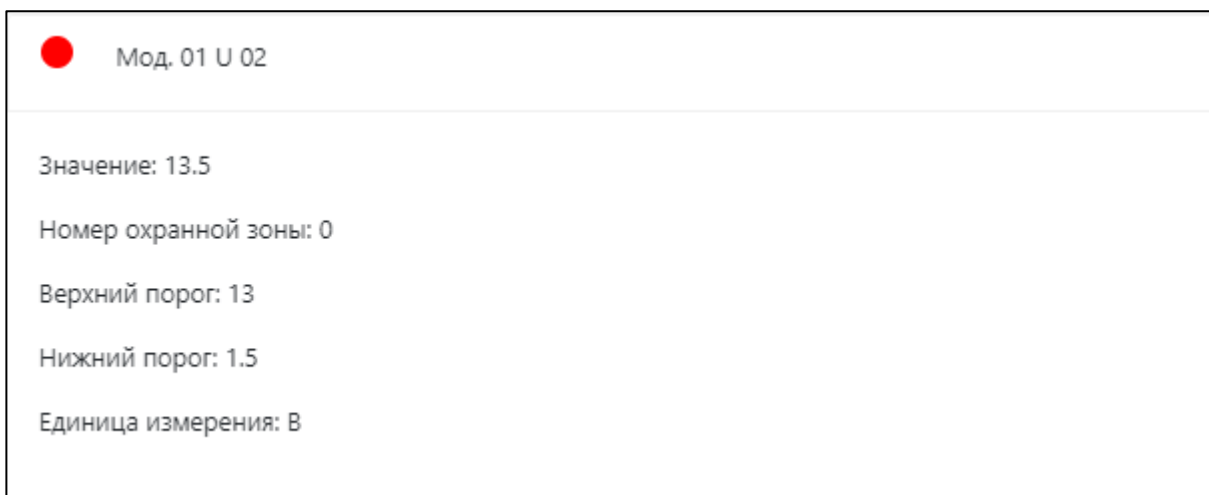 Мод. 01 U 02
Значение: 13.5
Номер охранной зоны: 0
Верхний порог: 13
Нижний порог: 1.5
Единица измерения: В